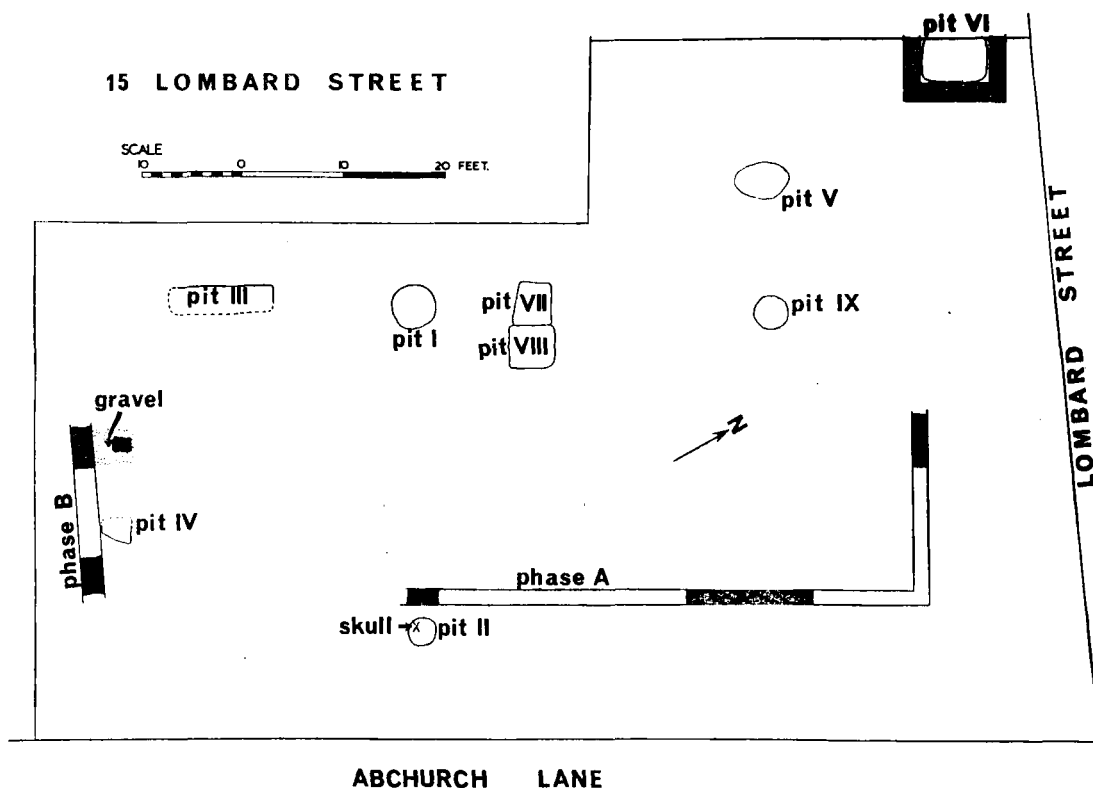 pit VI
15 LOMBARD STREET
SCALE
10 0 10 20 FEET.
pit V
LOMBARD STREET
pit III
pit I
pit VII
pit VIII
pit IX
gravel
N
phase B
pit IV
phase A
skull
x
pit II
ABCHURCH LANE